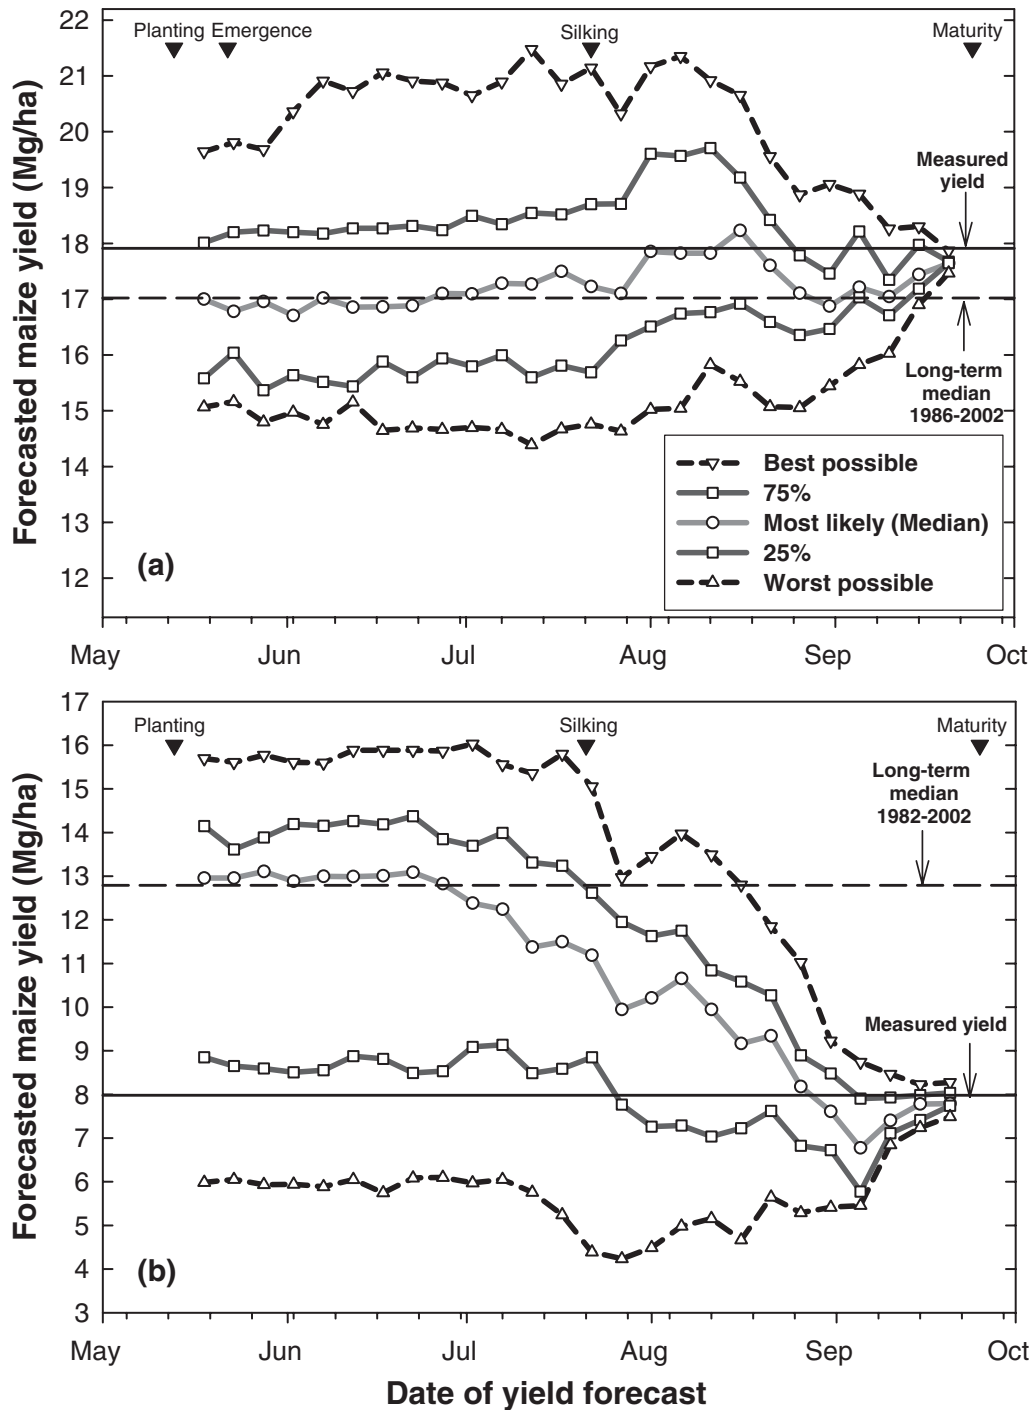 Forecasted maize yield (Mg/ha)
22
21
20
19
18
17
16
15
14
13
12
Planting Emergence Silking Maturity
Measured
yield
Long-term
median
1986-2002
Best possible
75%
Most likely (Median)
25%
Worst possible
(a)
May Jun Jul Aug Sep Oct
Forecasted maize yield (Mg/ha)
17
16
15
14
13
12
11
10
9
8
7
6
5
4
3
Planting Silking Maturity
Long-term
median
1982-2002
Measured yield
(b)
May Jun Jul Aug Sep Oct
Date of yield forecast